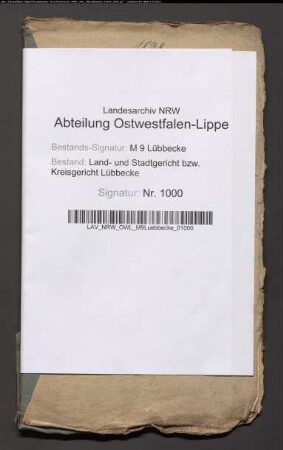 Landesarchiv NRW
Abteilung Ostwestfalen-Lippe
Bestands-Signatur: M 9 Lübbecke
Bestand: Land- und Stadtgericht bzw.
Kreisgericht Lübbecke
Signatur: Nr. 1000
LAV_NRW_OWL_M9Luebbecke_01000